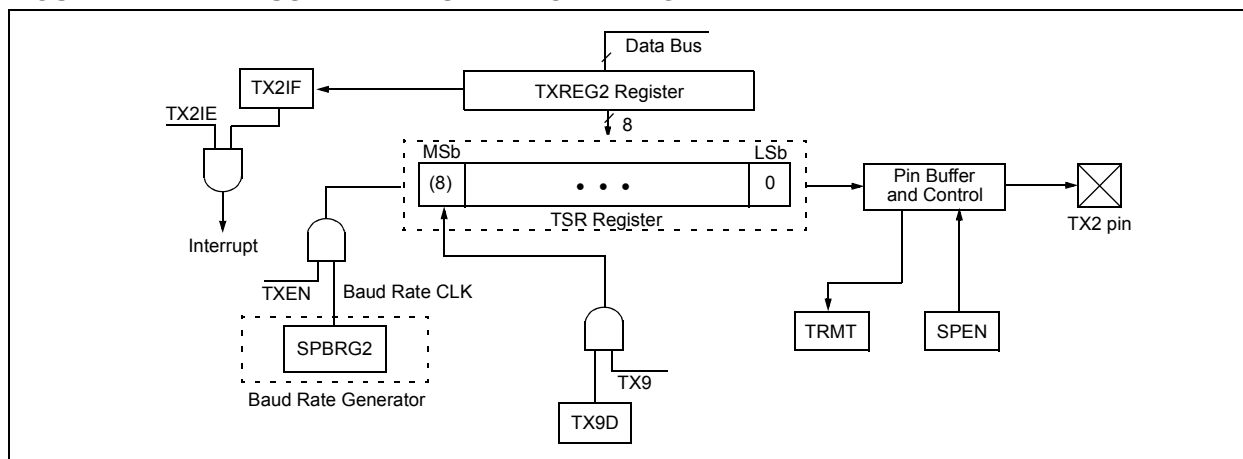 Data Bus
TX2IF
TXREG2 Register
TX2IE
8
MSb
LSb
(8)
• • •
0
TSR Register
Pin Buffer
and Control
TX2 pin
Interrupt
TXEN
Baud Rate CLK
TRMT
SPEN
SPBRG2
TX9
Baud Rate Generator
TX9D